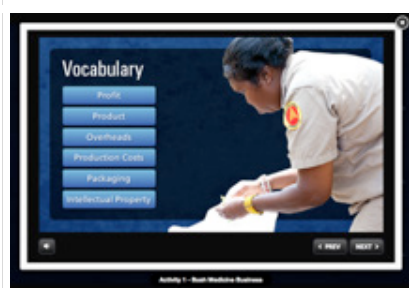 Vocabulary
Profit
Product
Overheads
Production Costs
Packaging
Intellectual Property
< PREV
NEXT >
Activity 1 - Bush Medicine Business